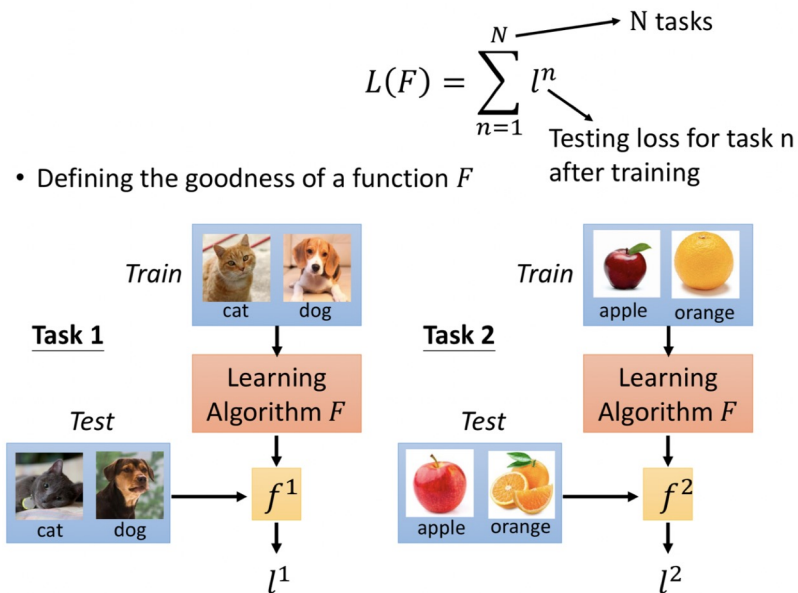 N tasks
L(F) = \sum_{n=1}^{N} l^n
Testing loss for task n
after training
• Defining the goodness of a function F
Task 1
Train
cat dog
Learning
Algorithm F
Test
cat dog
f^1
l^1
Task 2
Train
apple orange
Learning
Algorithm F
Test
apple orange
f^2
l^2